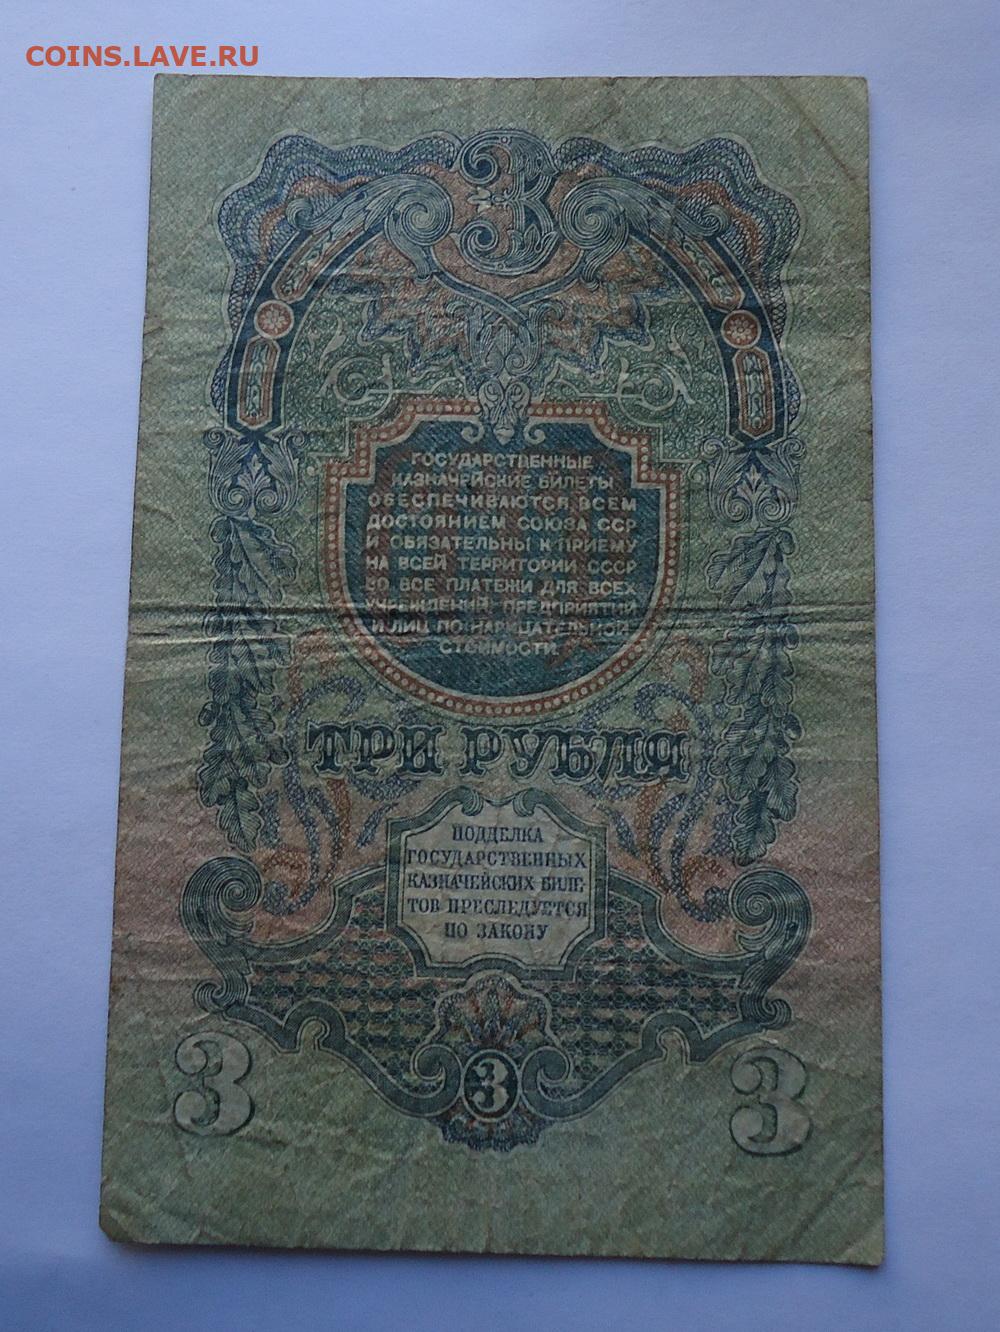 COINS.LAVE.RU
3
ГОСУДАРСТВЕННЫЕ
КАЗНАЧЕЙСКИЕ БИЛЕТЫ
ОБЕСПЕЧИВАЮТСЯ ВСЕМ
ДОСТОЯНИЕМ СОЮЗА ССР
И ОБЯЗАТЕЛЬНЫ К ПРИЕМУ
НА ВСЕЙ ТЕРРИТОРИИ СССР
ВО ВСЕ ПЛАТЕЖИ ДЛЯ ВСЕХ
УЧРЕЖДЕНИЙ, ПРЕДПРИЯТИЙ
И ЛИЦ ПО НАРИЦАТЕЛЬНОЙ
СТОИМОСТИ.
ТРИ РУБЛЯ
ПОДДЕЛКА
ГОСУДАРСТВЕННЫХ
КАЗНАЧЕЙСКИХ БИЛЕ-
ТОВ ПРЕСЛЕДУЕТСЯ
ПО ЗАКОНУ
3 3 3